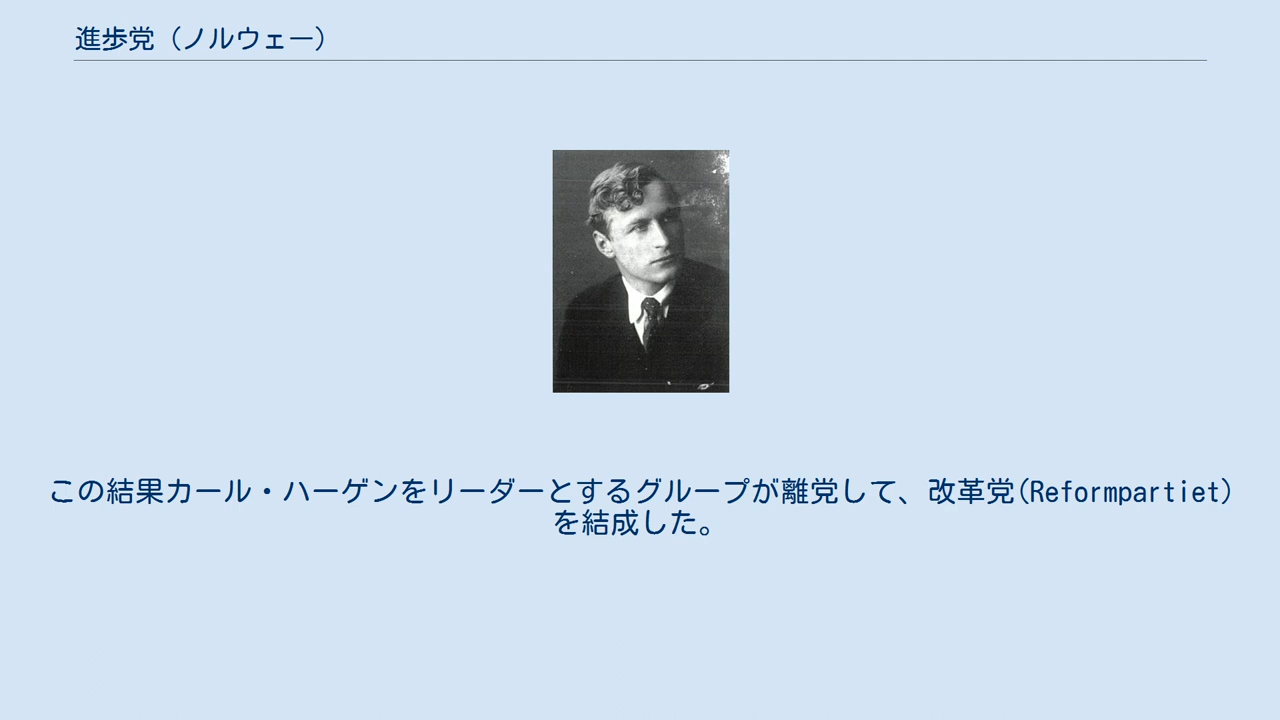 進歩党（ノルウェー）
この結果カール・ハーゲンをリーダーとするグループが離党して、改革党(Reformpartiet)
を結成した。